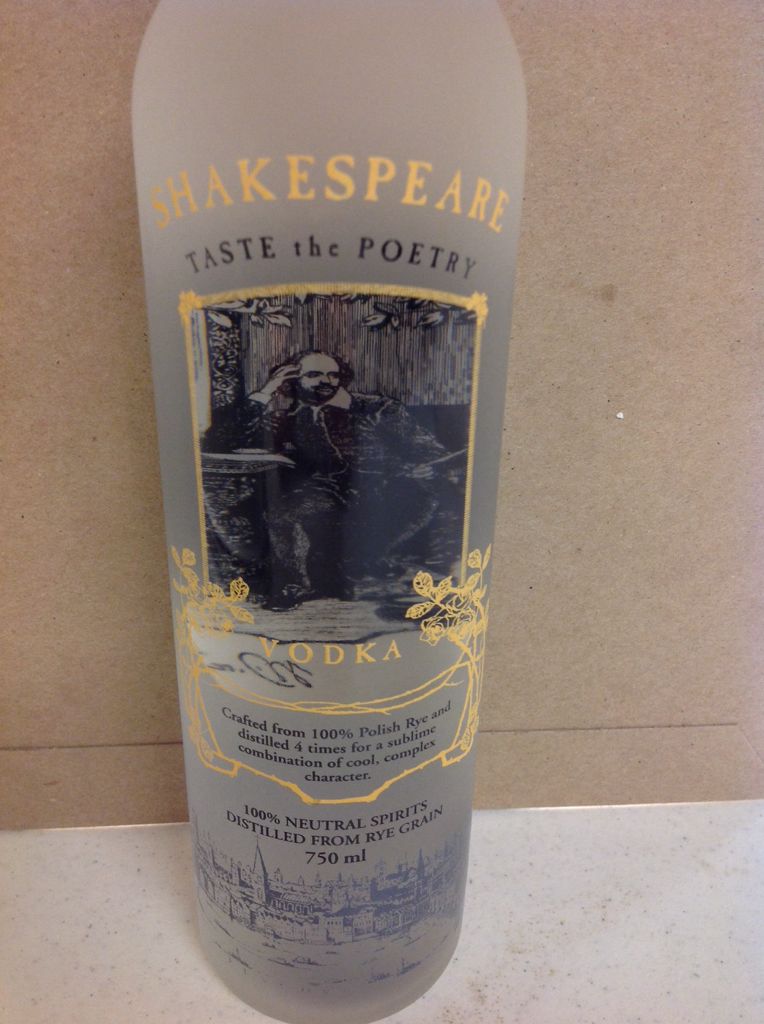 SHAKESPEARE
TASTE the POETRY
VODKA
Crafted from 100% Polish Rye and
distilled 4 times for a sublime
combination of cool, complex
character.
100% NEUTRAL SPIRITS
DISTILLED FROM RYE GRAIN
750 ml